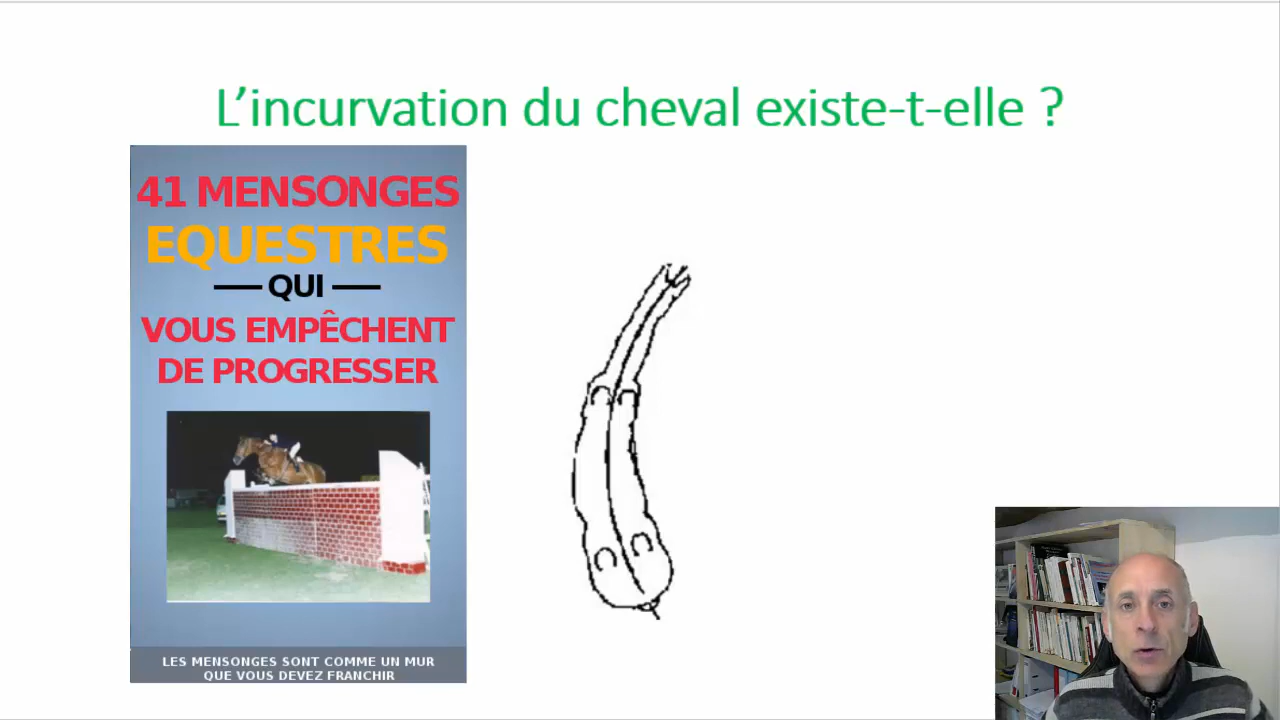 L’incurvation du cheval existe-t-elle ?
41 MENSONGES
EQUESTRES
QUI
VOUS EMPÊCHENT
DE PROGRESSER
LES MENSONGES SONT COMME UN MUR
QUE VOUS DEVEZ FRANCHIR